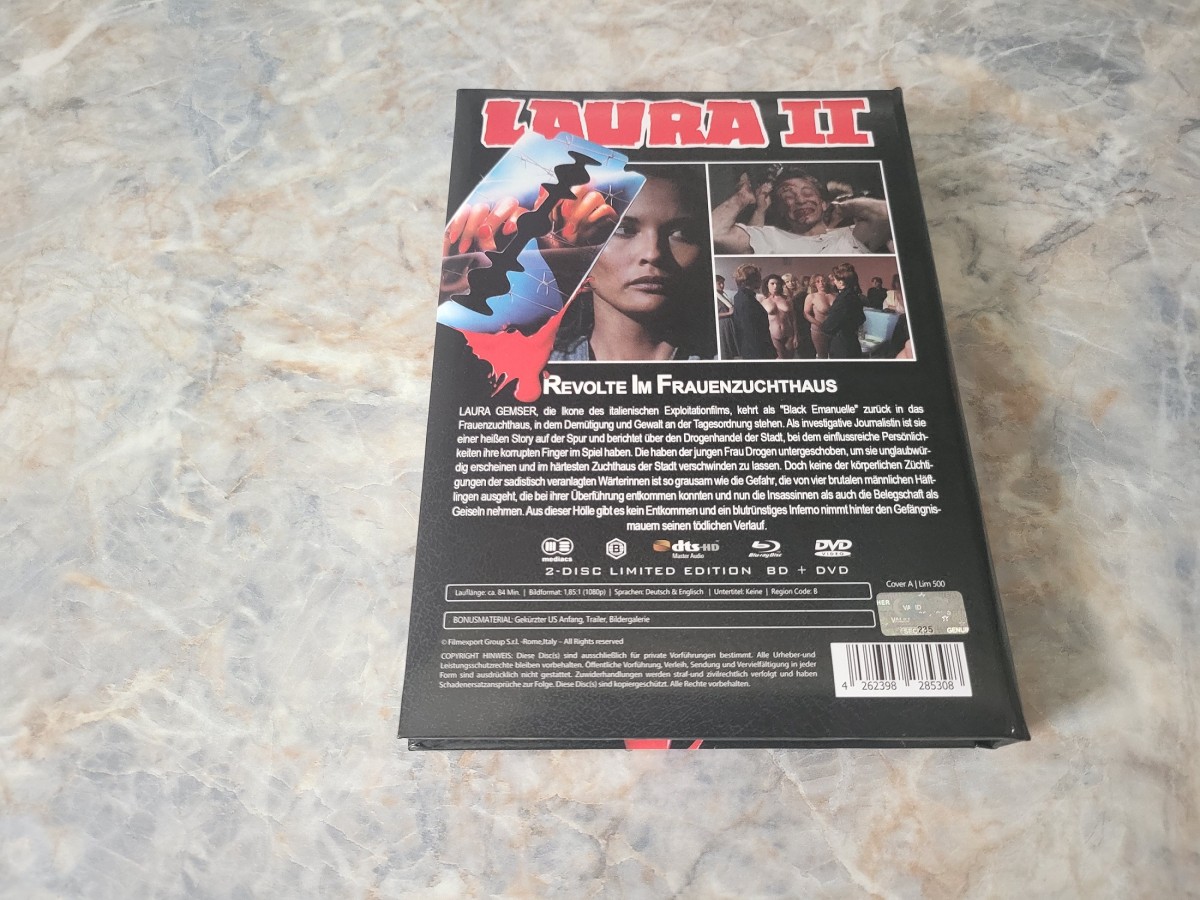 LAURA II
REVOLTE IM FRAUENZUCHTHAUS
LAURA GEMSER, die Ikone des italienischen Exploitationfilms, kehrt als "Black Emanuelle" zurück in das
Frauenzuchthaus, in dem Demütigung und Gewalt an der Tagesordnung stehen. Als investigative Journalistin ist sie
einer heißen Story auf der Spur und berichtet über den Drogenhandel der Stadt, bei dem einflussreiche Persönlich-
keiten ihre korrupten Finger im Spiel haben. Die haben der jungen Frau Drogen untergeschoben, um sie unglaubwür-
dig erscheinen und im härtesten Zuchthaus der Stadt verschwinden zu lassen. Doch keine der körperlichen Züchti-
gungen der sadistisch veranlagten Wärterinnen ist so grausam wie die Gefahr, die von vier brutalen männlichen Häft-
lingen ausgeht, die bei ihrer Überführung entkommen konnten und nun die Insassinnen als auch die Belegschaft als
Geiseln nehmen. Aus dieser Hölle gibt es kein Entkommen und ein blutrünstiges Inferno nimmt hinter den Gefängnis-
mauern seinen tödlichen Verlauf.
mediacs B dts-HD Master Audio Blu-ray Disc DVD VIDEO
2-DISC LIMITED EDITION BD + DVD
Cover A | Lim 500
Lauflänge: ca. 84 Min. | Bildformat: 1,85:1 (1080p) | Sprachen: Deutsch & Englisch | Untertitel: Keine | Region Code: B
BONUSMATERIAL: Gekürzter US Anfang, Trailer, Bildergalerie
HER VALID
235 GENUI
© Filmexport Group S.r.l. -Rome,Italy – All Rights reserved
COPYRIGHT HINWEIS: Diese Disc(s) sind ausschließlich für private Vorführungen bestimmt. Alle Urheber-und
Leistungsschutzrechte bleiben vorbehalten. Öffentliche Vorführung, Verleih, Sendung und Vervielfältigung in jeder
Form sind ausdrücklich nicht gestattet. Zuwiderhandlungen werden straf-und zivilrechtlich verfolgt und haben
Schadenersatzansprüche zur Folge. Diese Disc(s) sind kopiergeschützt. Alle Rechte vorbehalten.
4 262398 285308